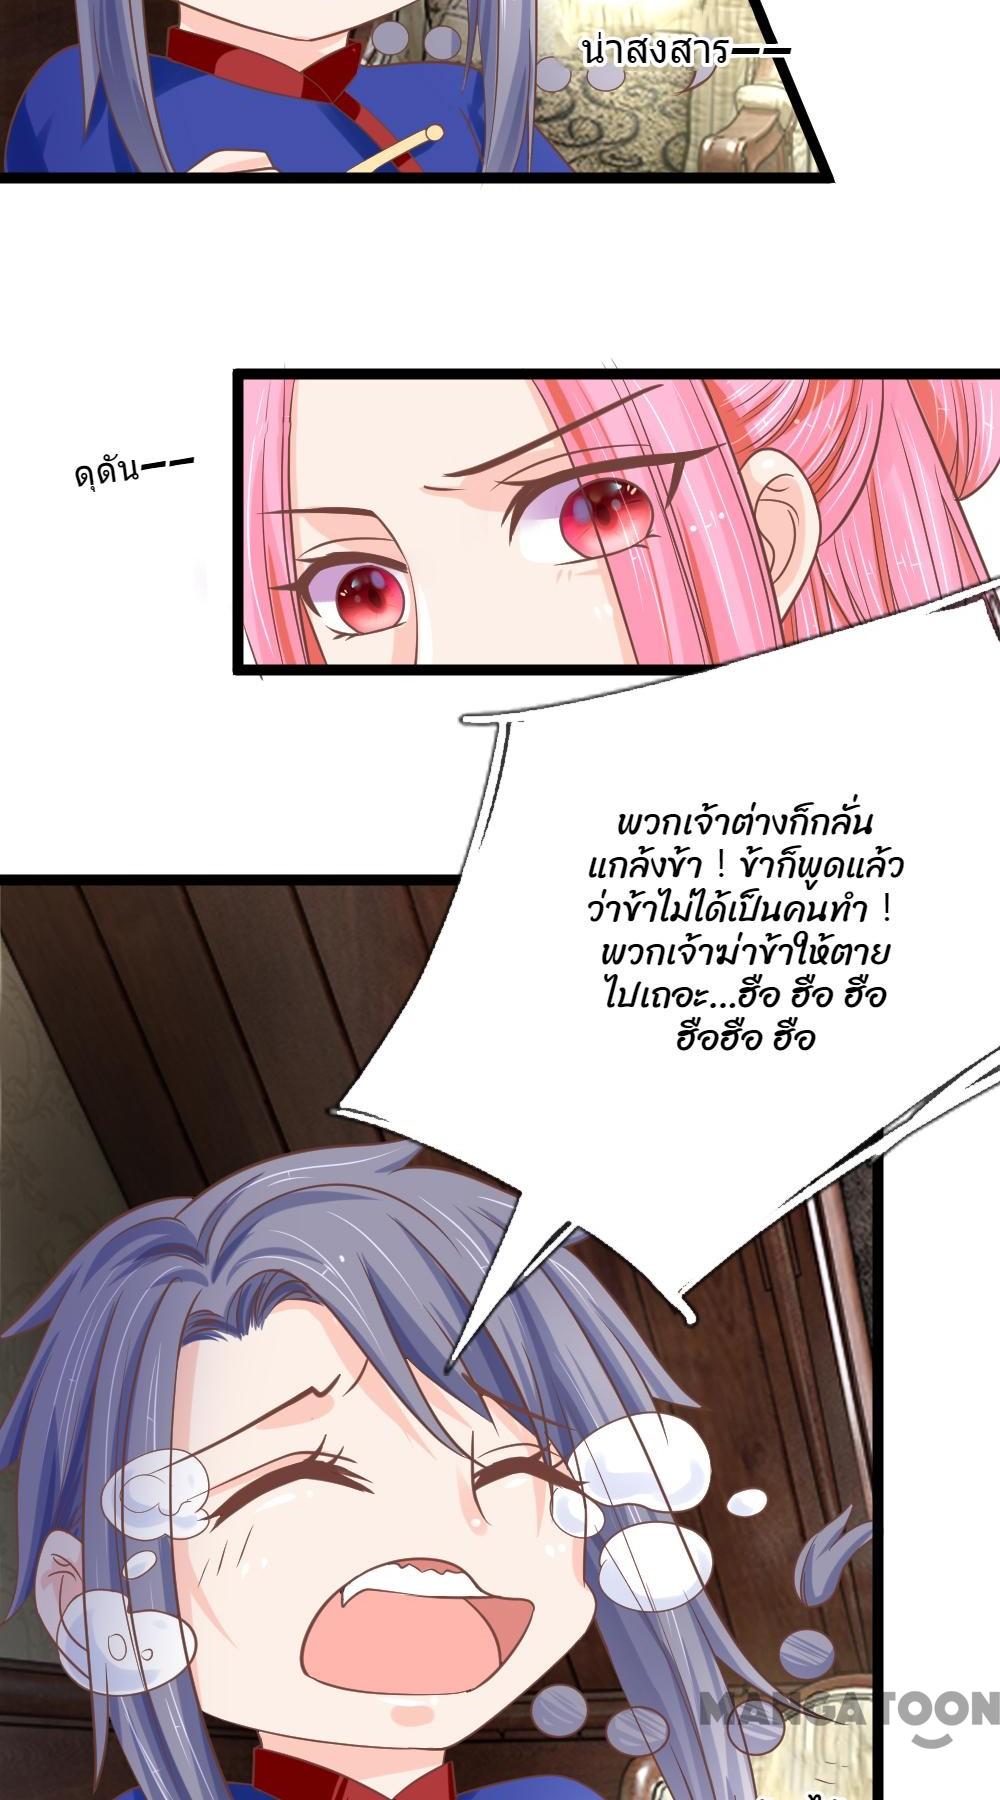 น่าสงสาร~~
ดุดัน~~
พวกเจ้าต่างก็กลั่น
แกล้งข้า ! ข้าก็พูดแล้ว
ว่าข้าไม่ได้เป็นคนทำ !
พวกเจ้าฆ่าข้าให้ตาย
ไปเถอะ...ฮือ ฮือ ฮือ
ฮือฮือ ฮือ
MANGATOON